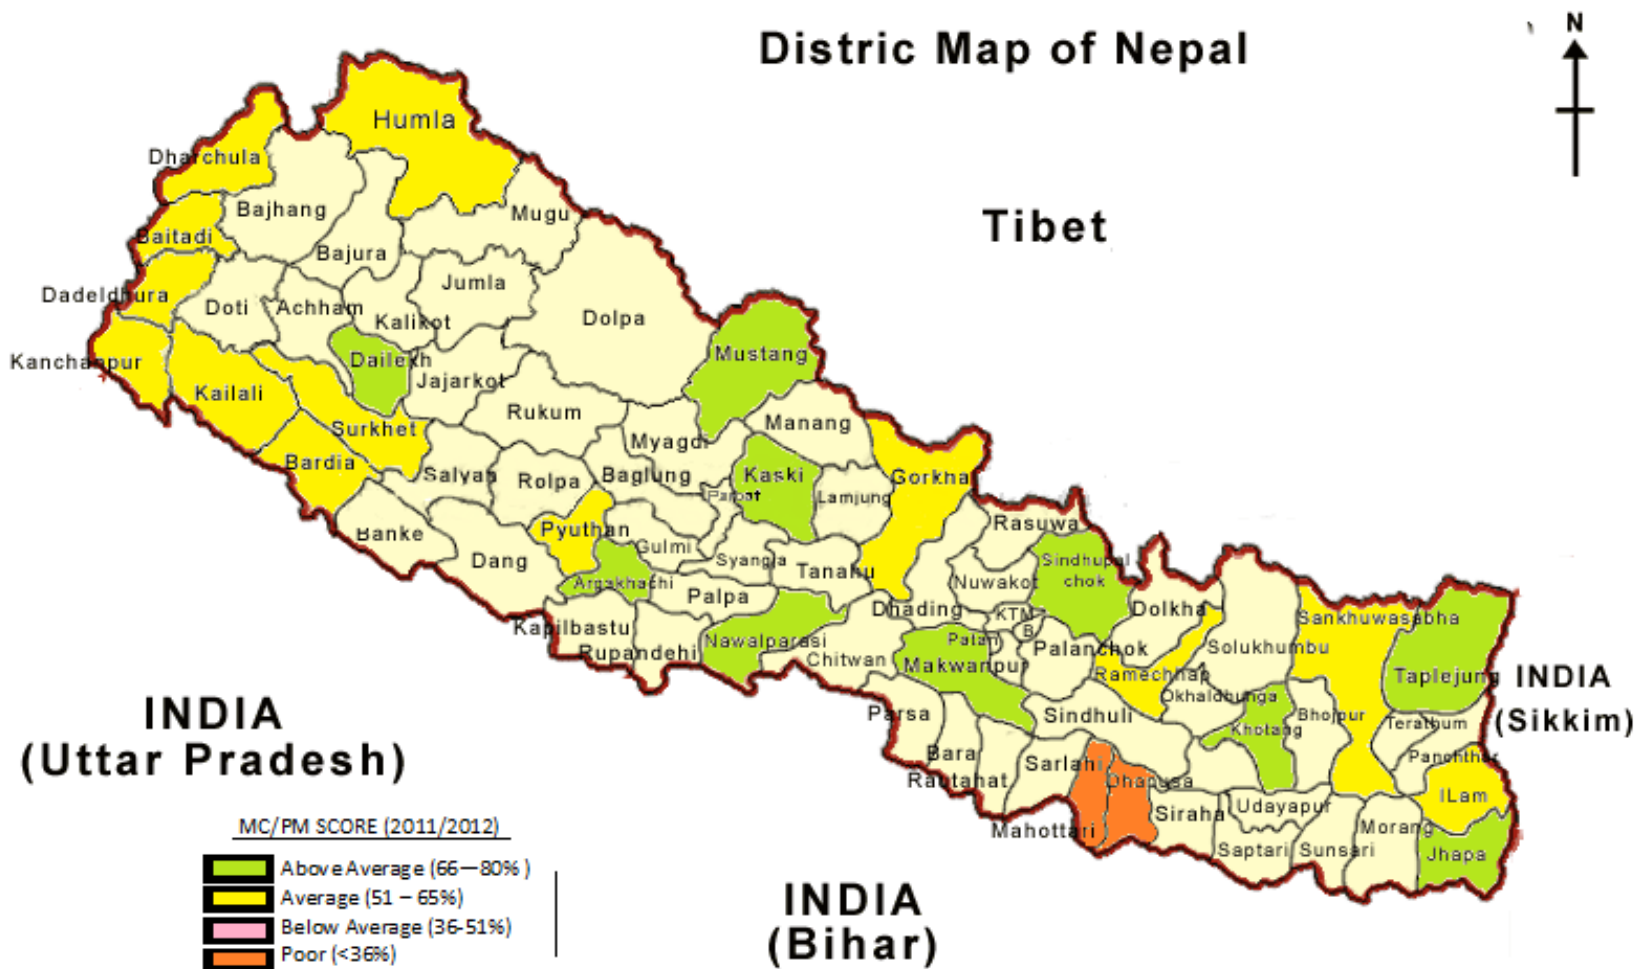 Distric Map of Nepal
N
Humla
Dharchula
Bajhang
Mugu
Tibet
Baitadi
Bajura
Dadeldhura
Doti
Achham
Jumla
Kalikot
Dolpa
Kanchanpur
Dailekh
Mustang
Kailali
Jajarkot
Rukum
Manang
Surkhet
Myagdi
Bardia
Salyan
Rolpa
Baglung
Kaski
Gorkha
Parbat
Lamjung
Banke
Pyuthan
Rasuwa
Dang
Gulmi
Syangja
Tanahu
Sindhupal
chok
Argakhachi
Palpa
Nuwakot
Dhading
KTM
Dolkha
Sankhuwasabha
Kapilbastu
Rupandehi
Nawalparasi
Chitwan
Patan
B
Makwanpur
Palanchok
Solukhumbu
Ramechhap
Taplejung
INDIA
(Sikkim)
Okhaldhunga
Parsa
Sindhuli
Khotang
Bhojpur
Terathum
INDIA
(Uttar Pradesh)
Bara
Rautahat
Sarlahi
Dhanusa
Panchthar
ILam
Mahottari
Siraha
Udayapur
Morang
Saptari
Sunsari
Jhapa
MC/PM SCORE (2011/2012)
Above Average (66—80% )
Average (51 – 65%)
Below Average (36-51%)
Poor (<36%)
INDIA
(Bihar)